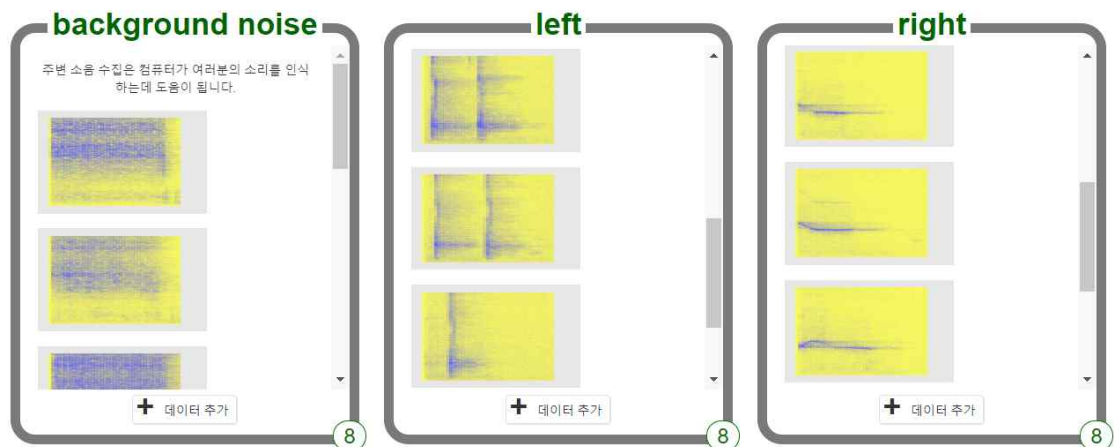 background noise
주변 소음 수집은 컴퓨터가 여러분의 소리를 인식
하는데 도움이 됩니다.
+ 데이터 추가
8
left
+ 데이터 추가
8
right
+ 데이터 추가
8